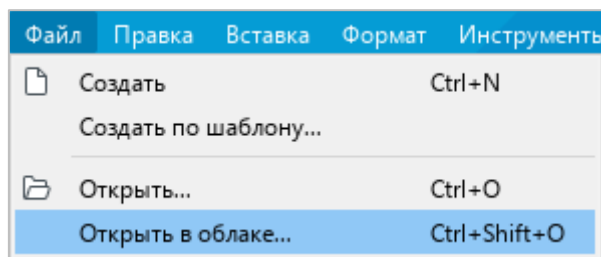 Файл Правка Вставка Формат Инструменты
Создать Ctrl+N
Создать по шаблону...
Открыть... Ctrl+O
Открыть в облаке... Ctrl+Shift+O